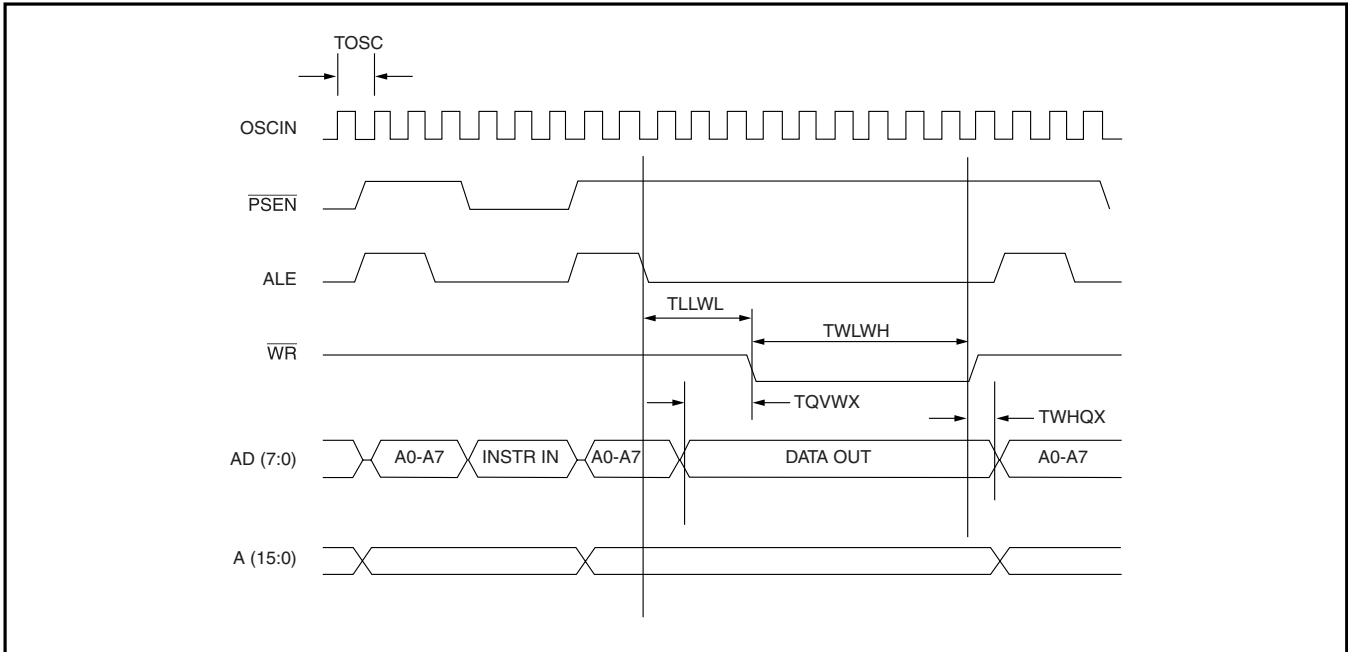 TOSC
OSCIN
PSEN
ALE
TLLWL
TWLWH
WR
TQVWX
TWHQX
AD (7:0) A0-A7 INSTR IN A0-A7 DATA OUT A0-A7
A (15:0)